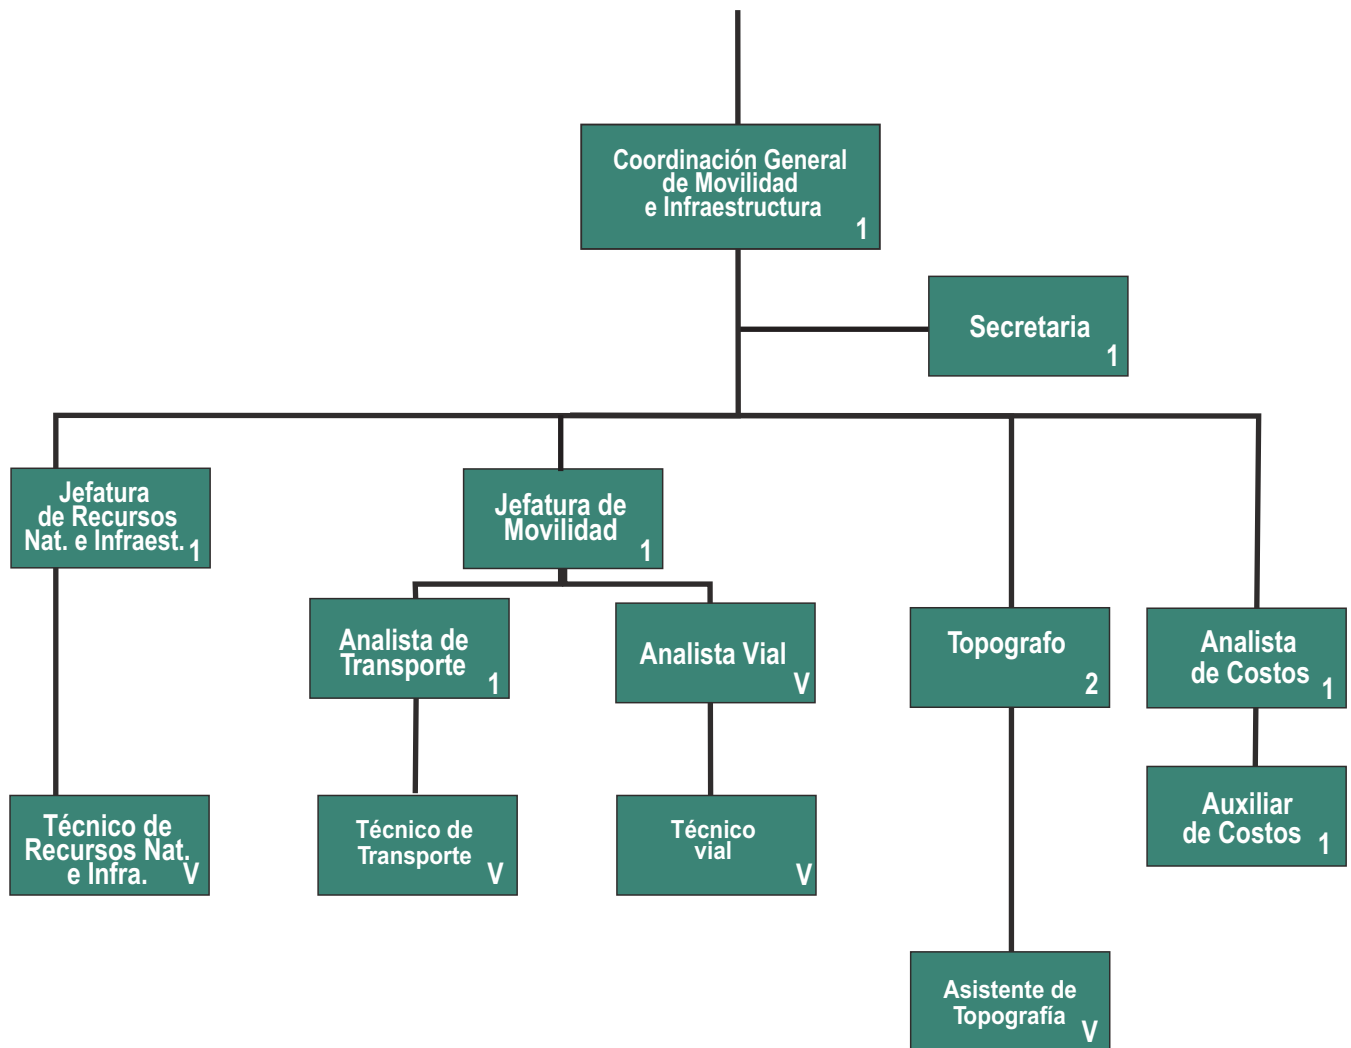 Coordinación General
de Movilidad
e Infraestructura
1
Secretaria
1
Jefatura
de Recursos
Nat. e Infraest.
1
Jefatura de
Movilidad
1
Analista de
Transporte
1
Analista Vial
V
Topografo
2
Analista
de Costos
1
Técnico de
Recursos Nat.
e Infra.
V
Técnico de
Transporte
V
Técnico
vial
V
Auxiliar
de Costos
1
Asistente de
Topografía
V